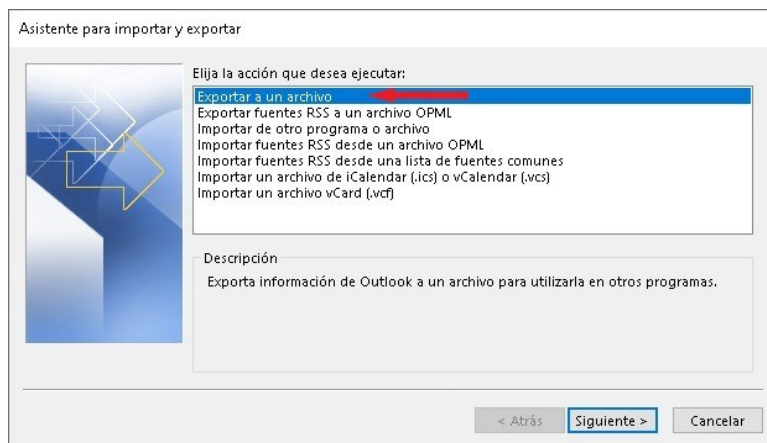 Asistente para importar y exportar
Elija la acción que desea ejecutar:
Exportar a un archivo
Exportar fuentes RSS a un archivo OPML
Importar de otro programa o archivo
Importar fuentes RSS desde un archivo OPML
Importar fuentes RSS desde una lista de fuentes comunes
Importar un archivo de iCalendar (.ics) o vCalendar (.vcs)
Importar un archivo vCard (.vcf)
Descripción
Exporta información de Outlook a un archivo para utilizarla en otros programas.
< Atrás Siguiente > Cancelar